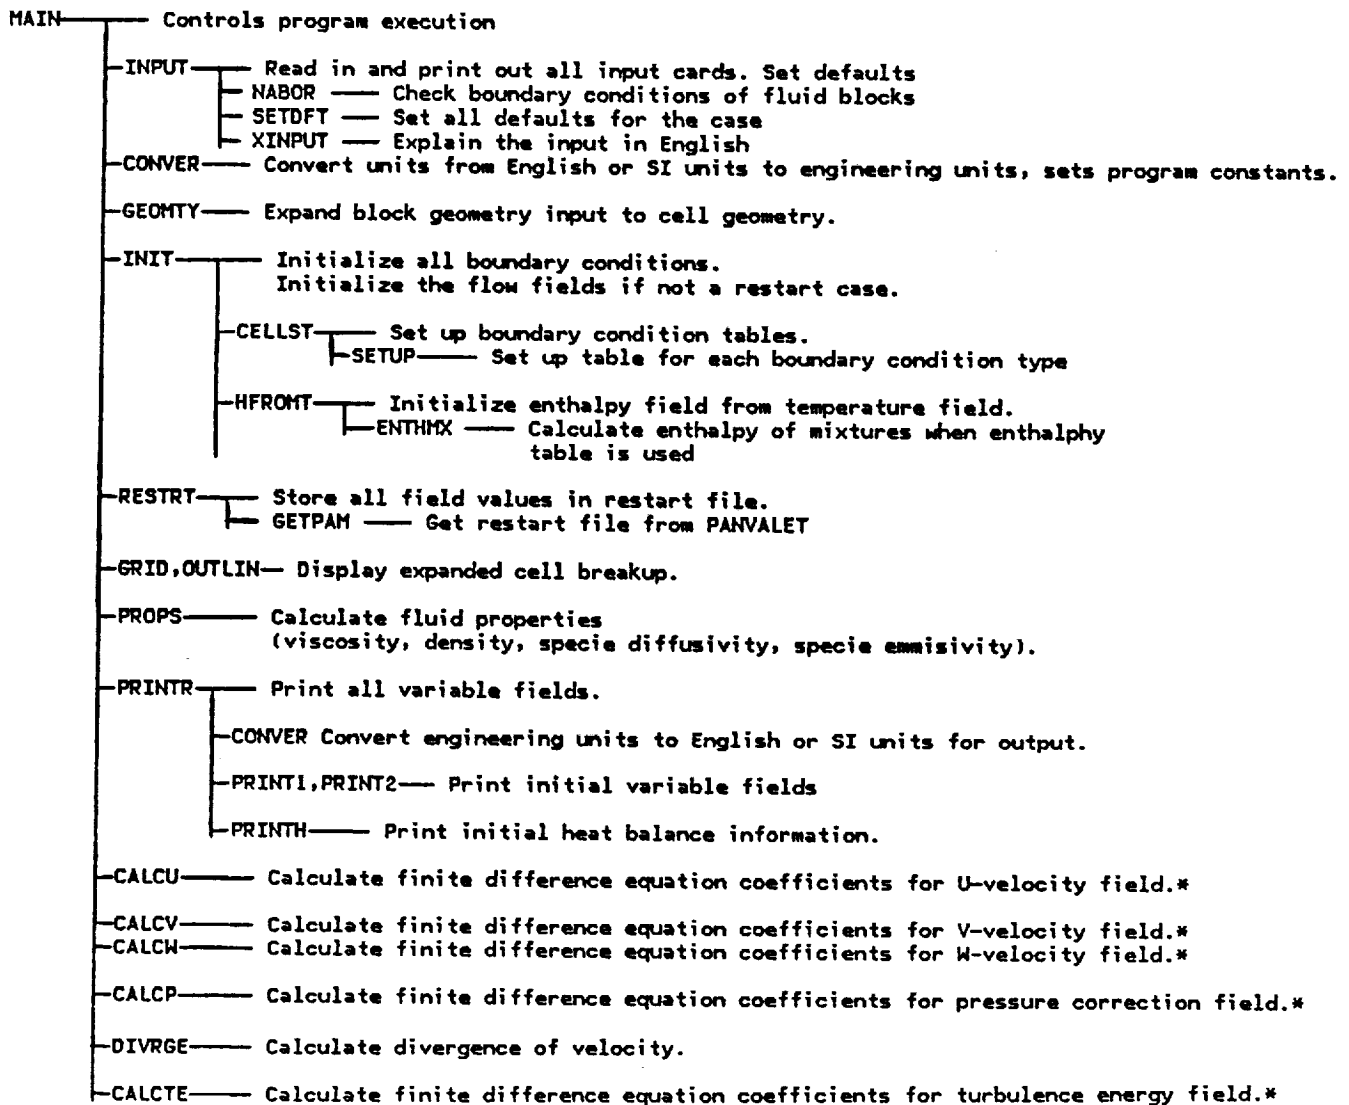 MAIN Controls program execution
INPUT Read in and print out all input cards. Set defaults
NABOR Check boundary conditions of fluid blocks
SETDFT Set all defaults for the case
XINPUT Explain the input in English
CONVER Convert units from English or SI units to engineering units, sets program constants.
GEOMTY Expand block geometry input to cell geometry.
INIT Initialize all boundary conditions.
Initialize the flow fields if not a restart case.
CELLST Set up boundary condition tables.
SETUP Set up table for each boundary condition type
HFROMT Initialize enthalpy field from temperature field.
ENTHMX Calculate enthalpy of mixtures when enthalphy
table is used
RESTRT Store all field values in restart file.
GETPAM Get restart file from PANVALET
GRID,OUTLIN Display expanded cell breakup.
PROPS Calculate fluid properties
(viscosity, density, specie diffusivity, specie emmisivity).
PRINTR Print all variable fields.
CONVER Convert engineering units to English or SI units for output.
PRINT1,PRINT2 Print initial variable fields
PRINTH Print initial heat balance information.
CALCU Calculate finite difference equation coefficients for U-velocity field.*
CALCV Calculate finite difference equation coefficients for V-velocity field.*
CALCW Calculate finite difference equation coefficients for W-velocity field.*
CALCP Calculate finite difference equation coefficients for pressure correction field.*
DIVRGE Calculate divergence of velocity.
CALCTE Calculate finite difference equation coefficients for turbulence energy field.*